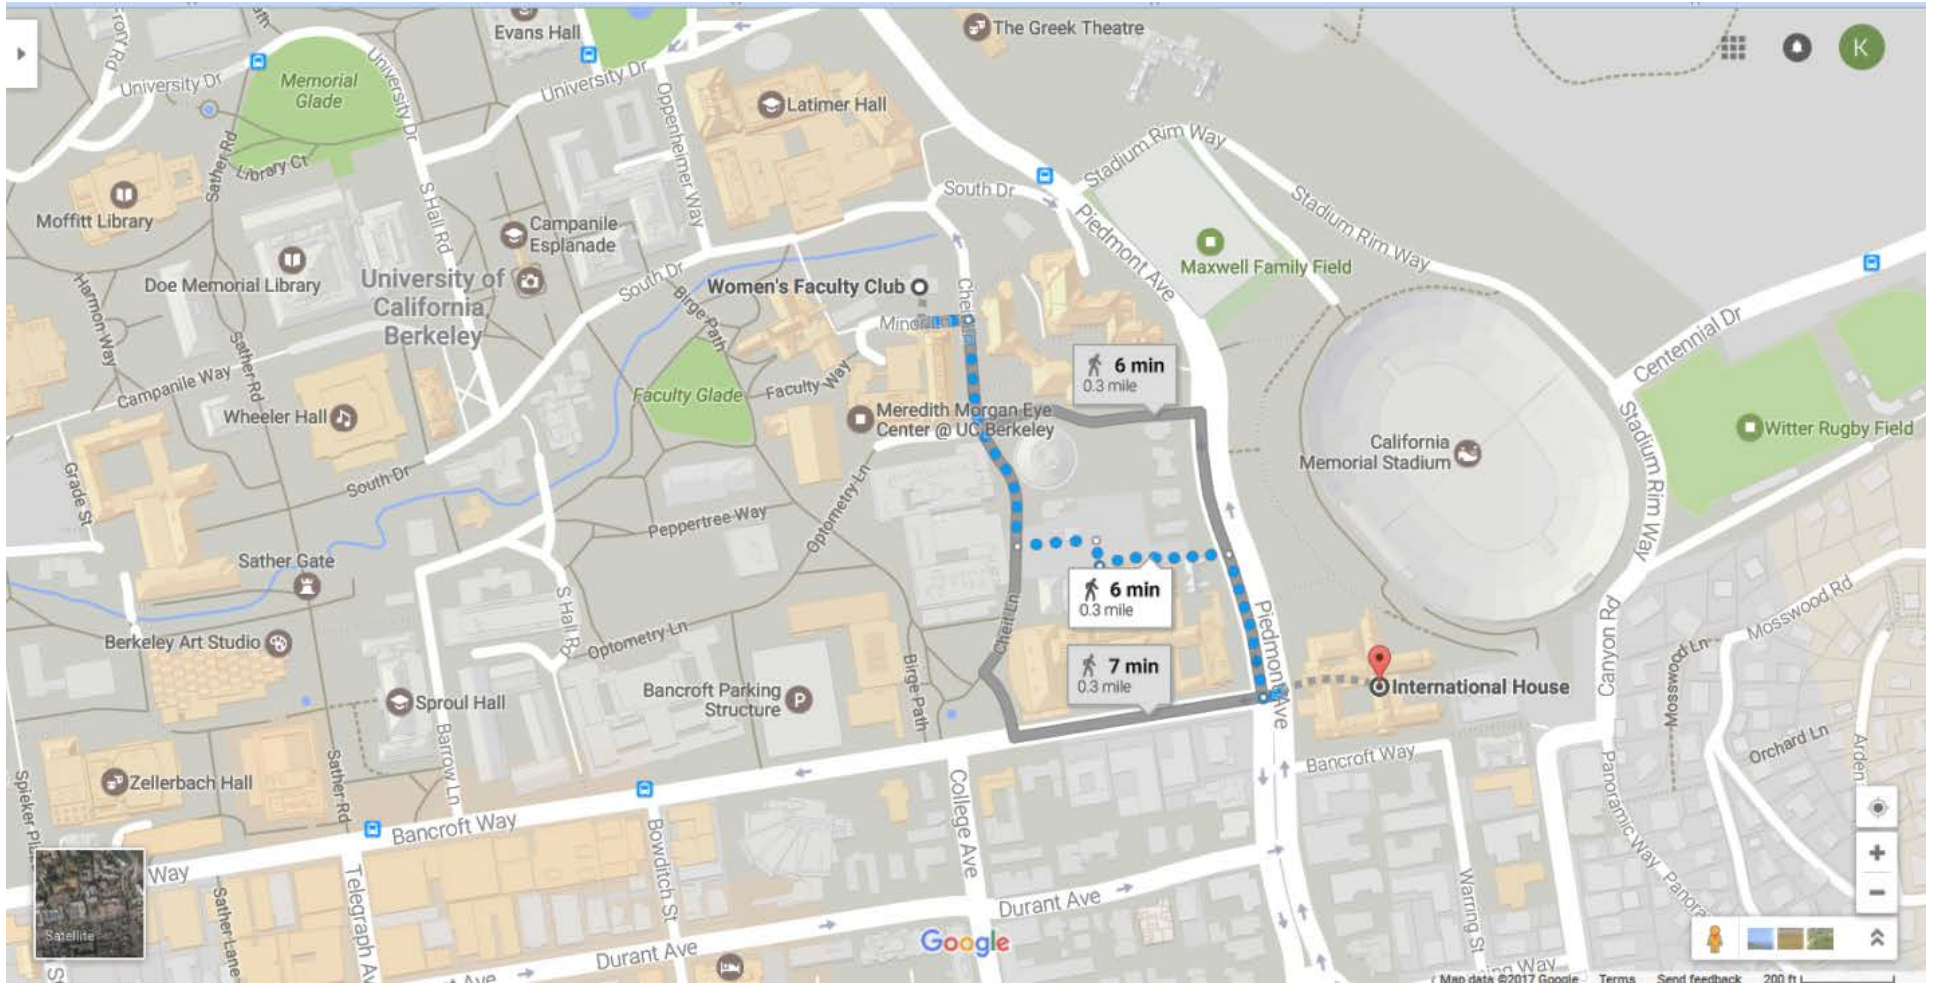 Evans Hall
The Greek Theatre
K
University Dr
Memorial
Glade
University Dr
University Dr
Oppenheimer Way
Latimer Hall
Stadium Rim Way
Sather Rd
Library Ct
Moffitt Library
S Hall Rd
South Dr
Piedmont Ave
Stadium Rim Way
Campanile
Esplanade
Maxwell Family Field
Doe Memorial Library
University of
California,
Berkeley
South Dr
Women's Faculty Club
Birge Path
Harmon Way
Centennial Dr
Sather Rd
Campanile Way
6 min
0.3 mile
Faculty Glade
Faculty Way
Wheeler Hall
Meredith Morgan Eye
Center @ UC Berkeley
California
Memorial Stadium
Witter Rugby Field
Stadium Rim Way
South Dr
Grade St
Optometry Ln
Peppertree Way
Sather Gate
6 min
0.3 mile
S Hall Rd
Cheit Ln
Piedmont Ave
Canyon Rd
Mosswood Rd
Berkeley Art Studio
Optometry Ln
Mosswood Ln
7 min
0.3 mile
International House
Bancroft Parking
Structure
P
Birge Path
Sproul Hall
Barrow Ln
Bancroft Way
Orchard Ln
Arden
Zellerbach Hall
Sather Rd
College Ave
Panoramic Way
Bancroft Way
Bowditch St
Way
Telegraph Av
Sather Lane
Durant Ave
Warring St
Satellite
Google
Durant Ave
Map data ©2017 Google
Terms
Send feedback
200 ft